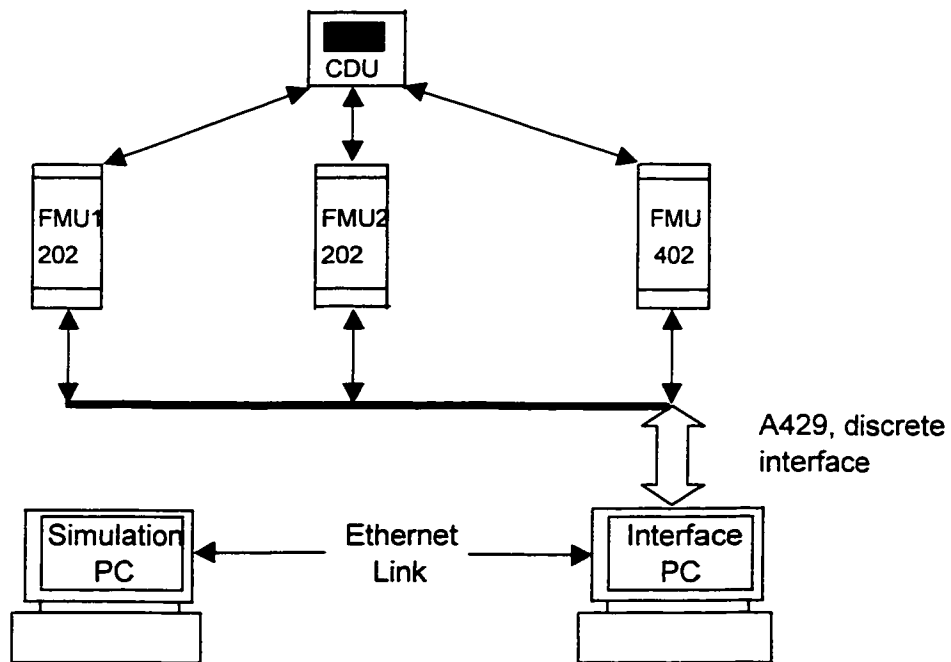 CDU
FMU1
202
FMU2
202
FMU
402
A429, discrete
interface
Simulation
PC
Ethernet
Link
Interface
PC